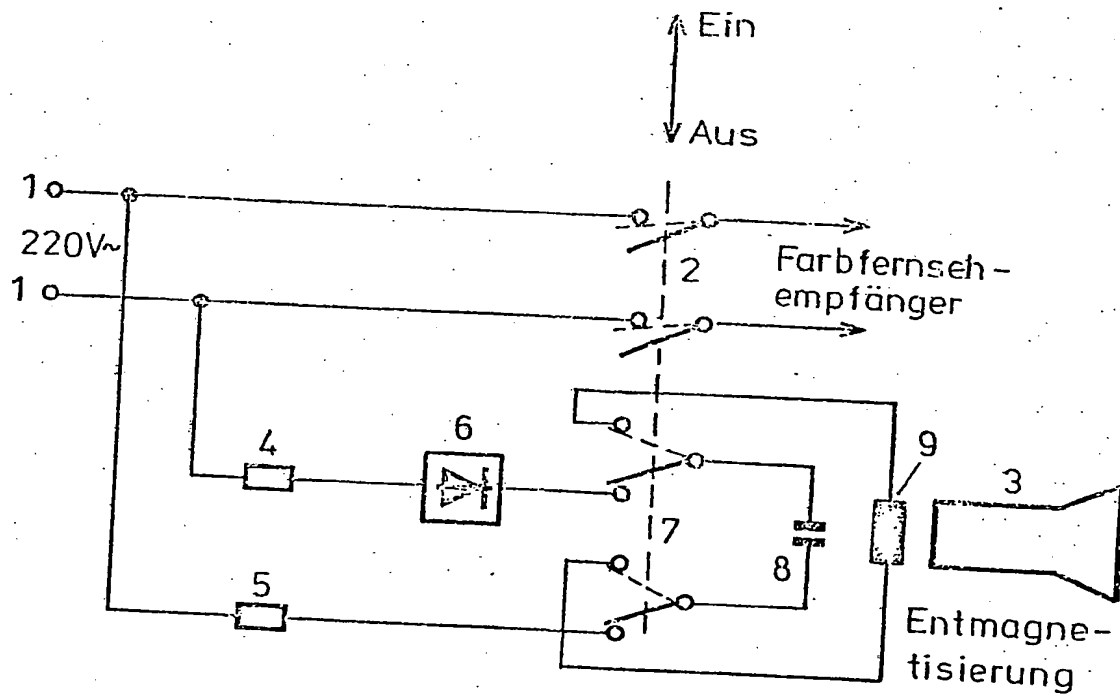 Ein
Aus
1
220V~
1
2
Farbfernseh-
empfänger
4
6
9
3
7
8
5
Entmagne-
tisierung